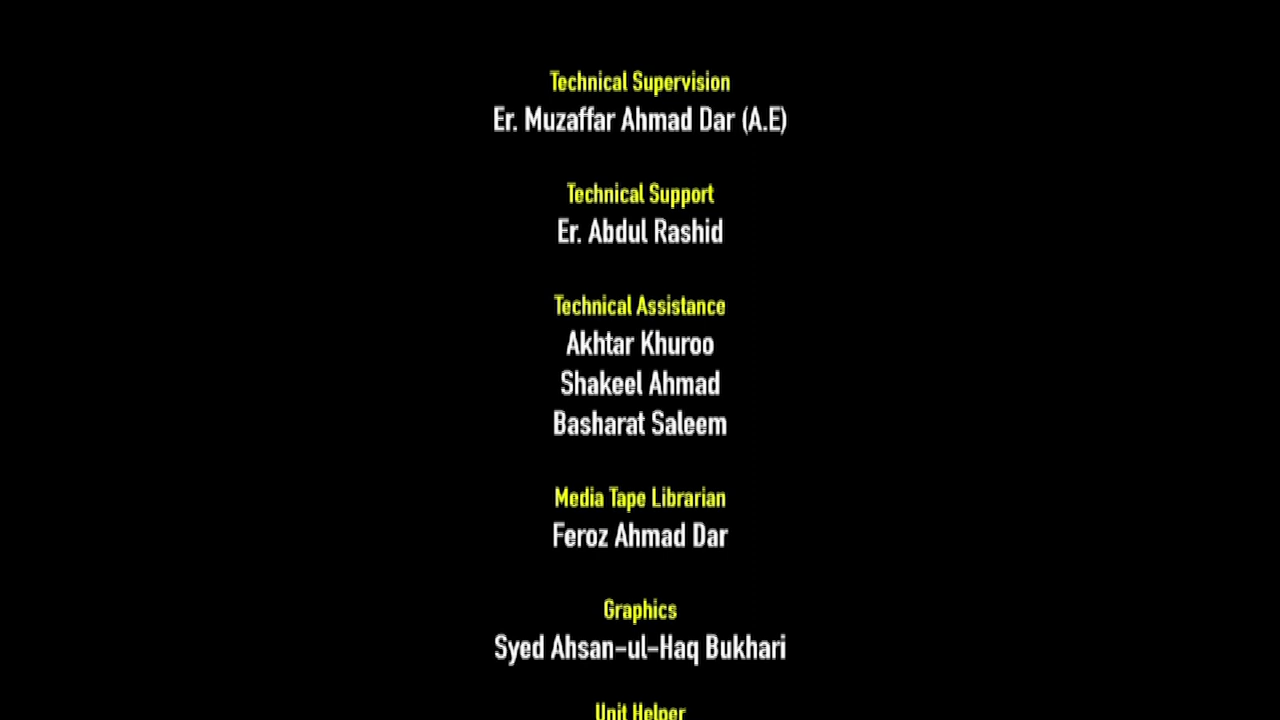 Technical Supervision
Er. Muzaffar Ahmad Dar (A.E)
Technical Support
Er. Abdul Rashid
Technical Assistance
Akhtar Khuroo
Shakeel Ahmad
Basharat Saleem
Media Tape Librarian
Feroz Ahmad Dar
Graphics
Syed Ahsan-ul-Haq Bukhari
Unit Helper